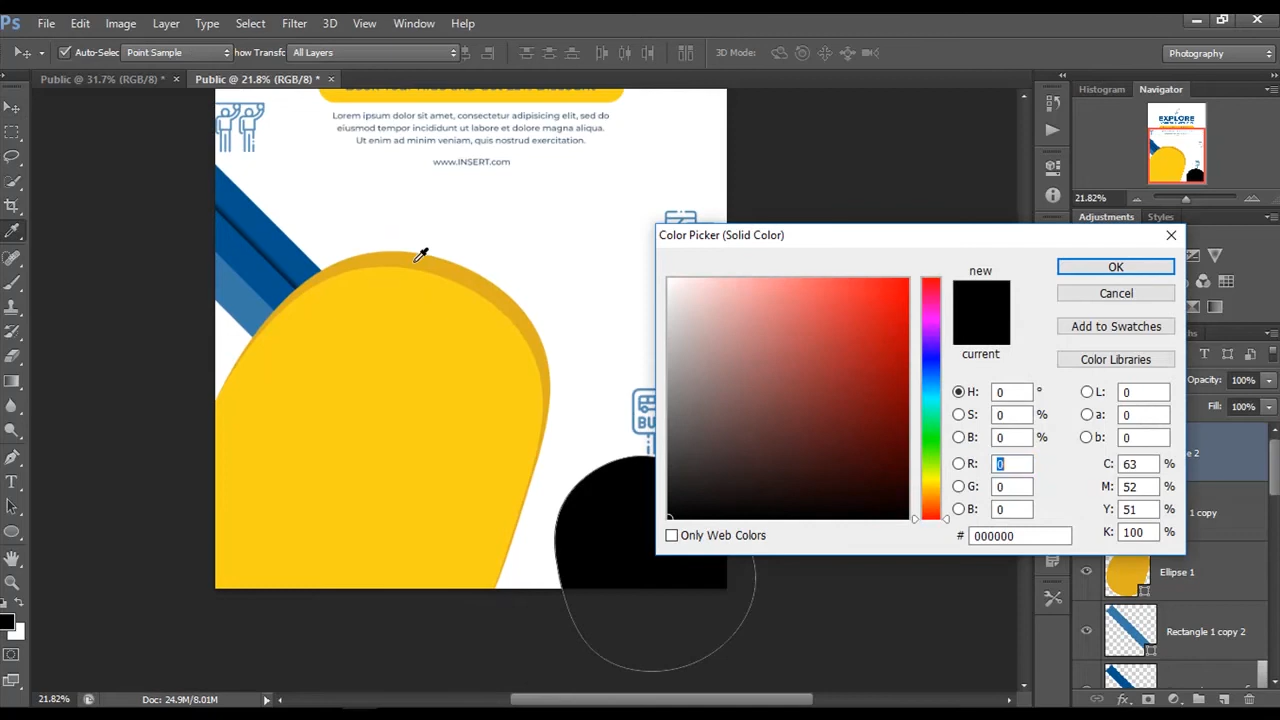 Ps File Edit Image Layer Type Select Filter 3D View Window Help
Auto-Selec Point Sample how Transfo All Layers 3D Mode: Photography
Public @ 31.7% (RGB/8) * × Public @ 21.8% (RGB/8) * ×
Histogram Navigator
EXPLORE
Lorem ipsum dolor sit amet, consectetur adipiscing elit, sed do
eiusmod tempor incididunt ut labore et dolore magna aliqua.
Ut enim ad minim veniam, quis nostrud exercitation.
www.INSERT.com
21.82%
Adjustments Styles
Color Picker (Solid Color)
new
current
OK
Cancel
Add to Swatches
Color Libraries
H: 0 ° L: 0
S: 0 % a: 0
B: 0 % b: 0
R: 0 C: 63 %
G: 0 M: 52 %
B: 0 Y: 51 %
# 000000 K: 100 %
Only Web Colors
BU
hs
Opacity: 100%
Fill: 100%
e 2
1 copy
Ellipse 1
Rectangle 1 copy 2
21.82% Doc: 24.9M/8.01M